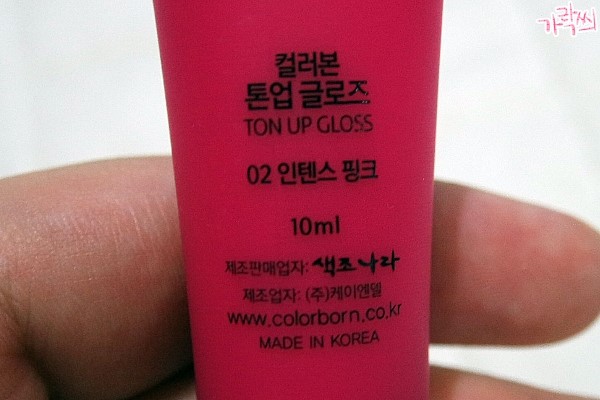 가락씨
컬러본
톤업 글로즈
TON UP GLOSS
02 인텐스 핑크
10ml
제조판매업자: 색조나라
제조업자: (주)케이엔델
www.colorborn.co.kr
MADE IN KOREA